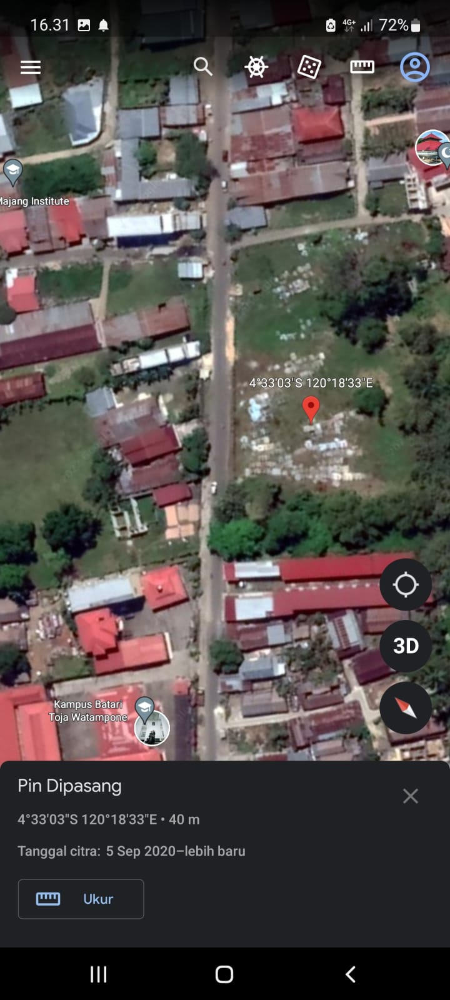 16.31
4G+
72%
Majang Institute
4°33'03"S 120°18'33"E
3D
Kampus Batari
Toja Watampone
Pin Dipasang
4°33'03"S 120°18'33"E • 40 m
Tanggal citra: 5 Sep 2020–lebih baru
Ukur